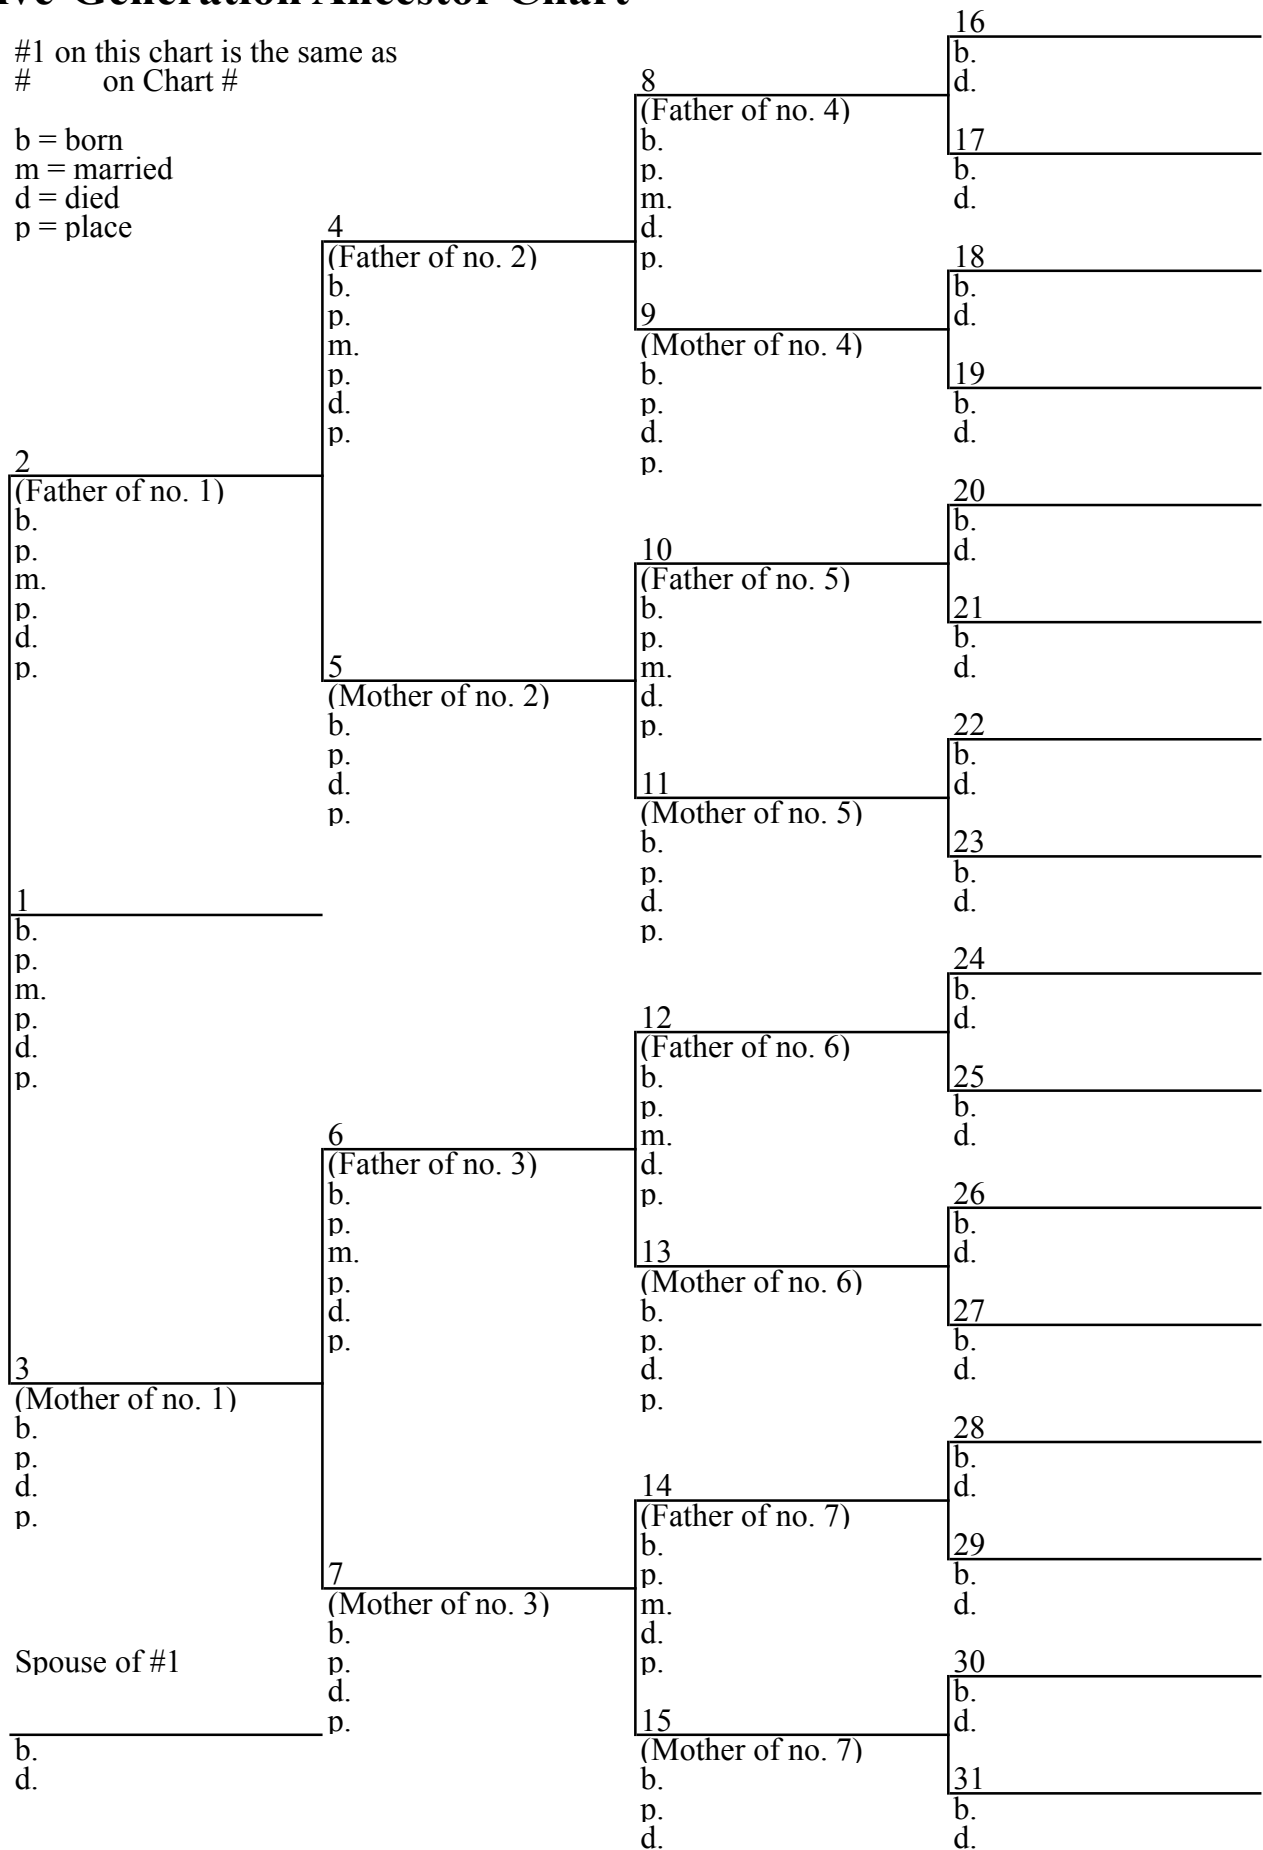 Generation Ancestor Chart
#1 on this chart is the same as
# on Chart #
b = born
m = married
d = died
p = place
1
b.
p.
m.
p.
d.
p.
2
(Father of no. 1)
b.
p.
m.
p.
d.
p.
3
(Mother of no. 1)
b.
p.
d.
p.
Spouse of #1
b.
d.
4
(Father of no. 2)
b.
p.
m.
p.
d.
p.
5
(Mother of no. 2)
b.
p.
d.
p.
6
(Father of no. 3)
b.
p.
m.
p.
d.
p.
7
(Mother of no. 3)
b.
p.
d.
p.
8
(Father of no. 4)
b.
p.
m.
d.
p.
9
(Mother of no. 4)
b.
p.
d.
p.
10
(Father of no. 5)
b.
p.
m.
d.
p.
11
(Mother of no. 5)
b.
p.
d.
p.
12
(Father of no. 6)
b.
p.
m.
d.
p.
13
(Mother of no. 6)
b.
p.
d.
p.
14
(Father of no. 7)
b.
p.
m.
d.
p.
15
(Mother of no. 7)
b.
p.
d.
16
b.
d.
17
b.
d.
18
b.
d.
19
b.
d.
20
b.
d.
21
b.
d.
22
b.
d.
23
b.
d.
24
b.
d.
25
b.
d.
26
b.
d.
27
b.
d.
28
b.
d.
29
b.
d.
30
b.
d.
31
b.
d.